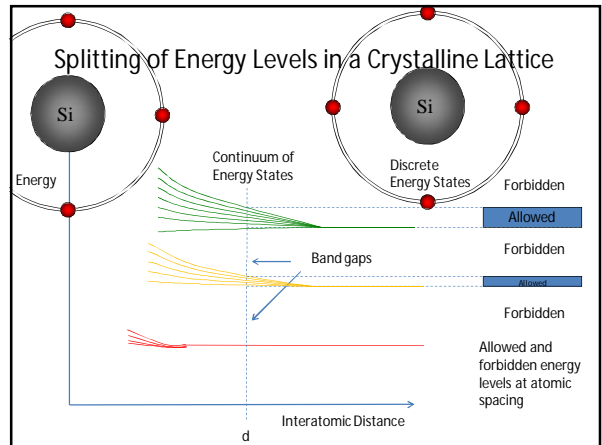 Splitting of Energy Levels in a Crystalline Lattice
Si
Si
Energy
Continuum of
Energy States
Discrete
Energy States
Forbidden
Allowed
Forbidden
Band gaps
Allowed
Forbidden
Allowed and
forbidden energy
levels at atomic
spacing
Interatomic Distance
d